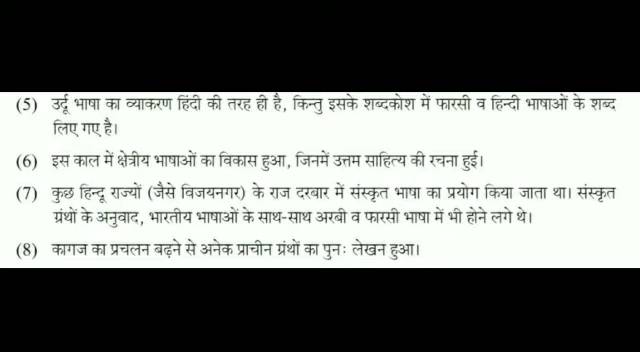 (5) उर्दू भाषा का व्याकरण हिंदी की तरह ही है, किन्तु इसके शब्दकोश में फारसी व हिन्दी भाषाओं के शब्द
लिए गए है।
(6) इस काल में क्षेत्रीय भाषाओं का विकास हुआ, जिनमें उत्तम साहित्य की रचना हुई।
(7) कुछ हिन्दू राज्यों (जैसे विजयनगर) के राज दरबार में संस्कृत भाषा का प्रयोग किया जाता था। संस्कृत
ग्रंथों के अनुवाद, भारतीय भाषाओं के साथ-साथ अरबी व फारसी भाषा में भी होने लगे थे।
(8) कागज का प्रचलन बढ़ने से अनेक प्राचीन ग्रंथों का पुनः लेखन हुआ।